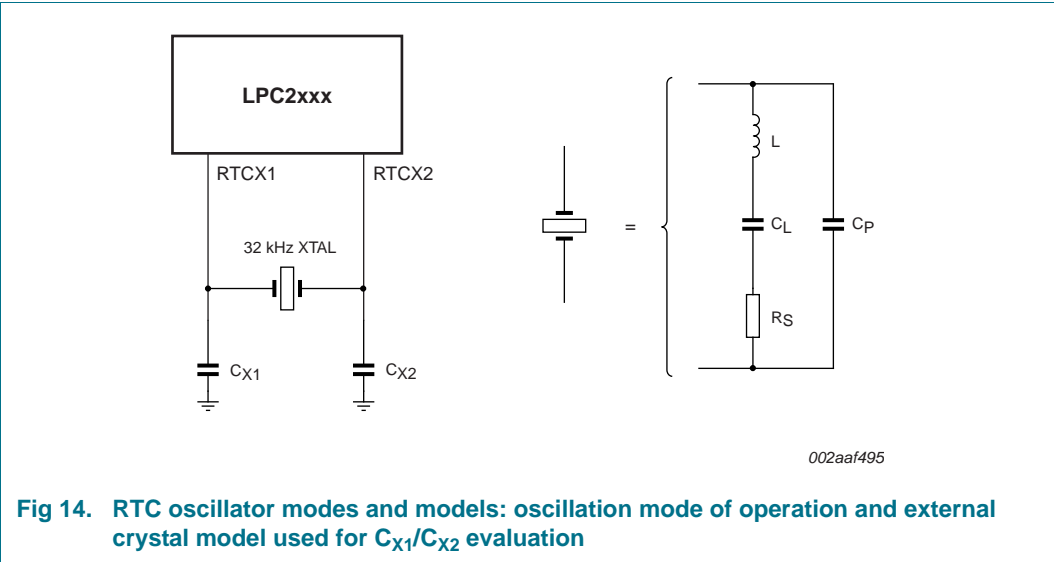 LPC2xxx
RTCX1
RTCX2
32 kHz XTAL
CX1
CX2
=
L
CL
CP
RS
002aaf495
Fig 14. RTC oscillator modes and models: oscillation mode of operation and external
crystal model used for CX1/CX2 evaluation